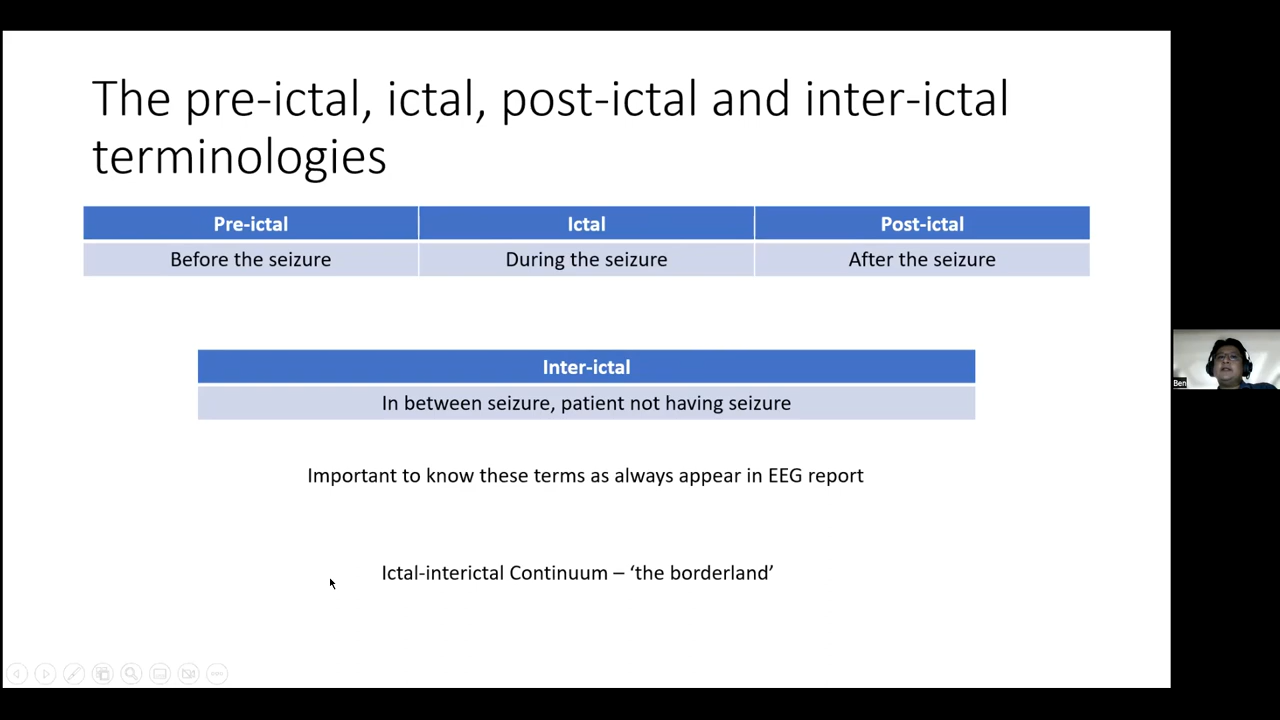 The pre-ictal, ictal, post-ictal and inter-ictal
terminologies
Pre-ictal
Ictal
Post-ictal
Before the seizure
During the seizure
After the seizure
Inter-ictal
In between seizure, patient not having seizure
Important to know these terms as always appear in EEG report
Ictal-interictal Continuum – ‘the borderland’
Ben